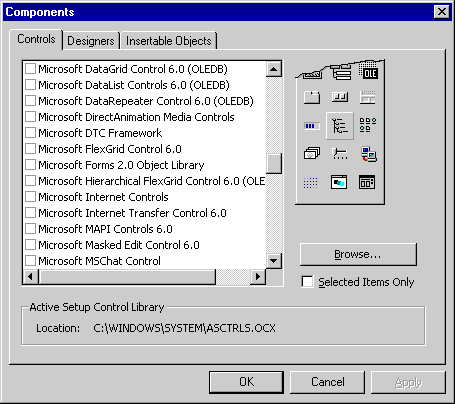 Components
Controls Designers Insertable Objects
Microsoft DataGrid Control 6.0 (OLEDB)
Microsoft DataList Controls 6.0 (OLEDB)
Microsoft DataRepeater Control 6.0 (OLEDB)
Microsoft DirectAnimation Media Controls
Microsoft DTC Framework
Microsoft FlexGrid Control 6.0
Microsoft Forms 2.0 Object Library
Microsoft Hierarchical FlexGrid Control 6.0 (OLE
Microsoft Internet Controls
Microsoft Internet Transfer Control 6.0
Microsoft MAPI Controls 6.0
Microsoft Masked Edit Control 6.0
Microsoft MSChat Control
OLE
Browse...
Selected Items Only
Active Setup Control Library
Location: C:\WINDOWS\SYSTEM\ASCTRLS.OCX
OK Cancel Apply